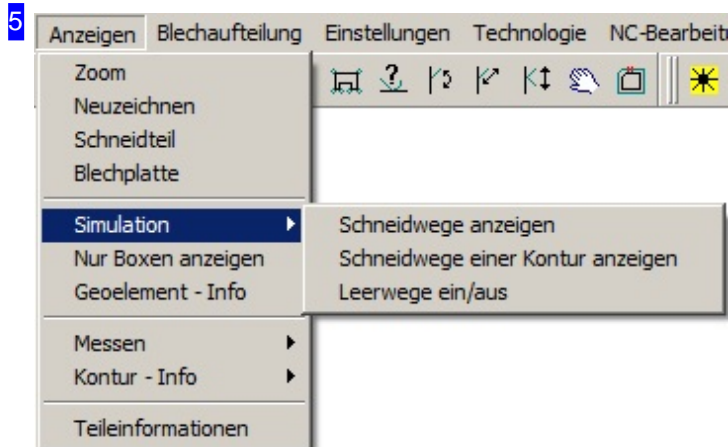 5
Anzeigen Blechaufteilung Einstellungen Technologie NC-Bearbeitu
Zoom
Neuzeichnen
Schneidteil
Blechplatte
Simulation
Schneidwege anzeigen
Nur Boxen anzeigen
Schneidwege einer Kontur anzeigen
Geoelement - Info
Leerwege ein/aus
Messen
Kontur - Info
Teileinformationen